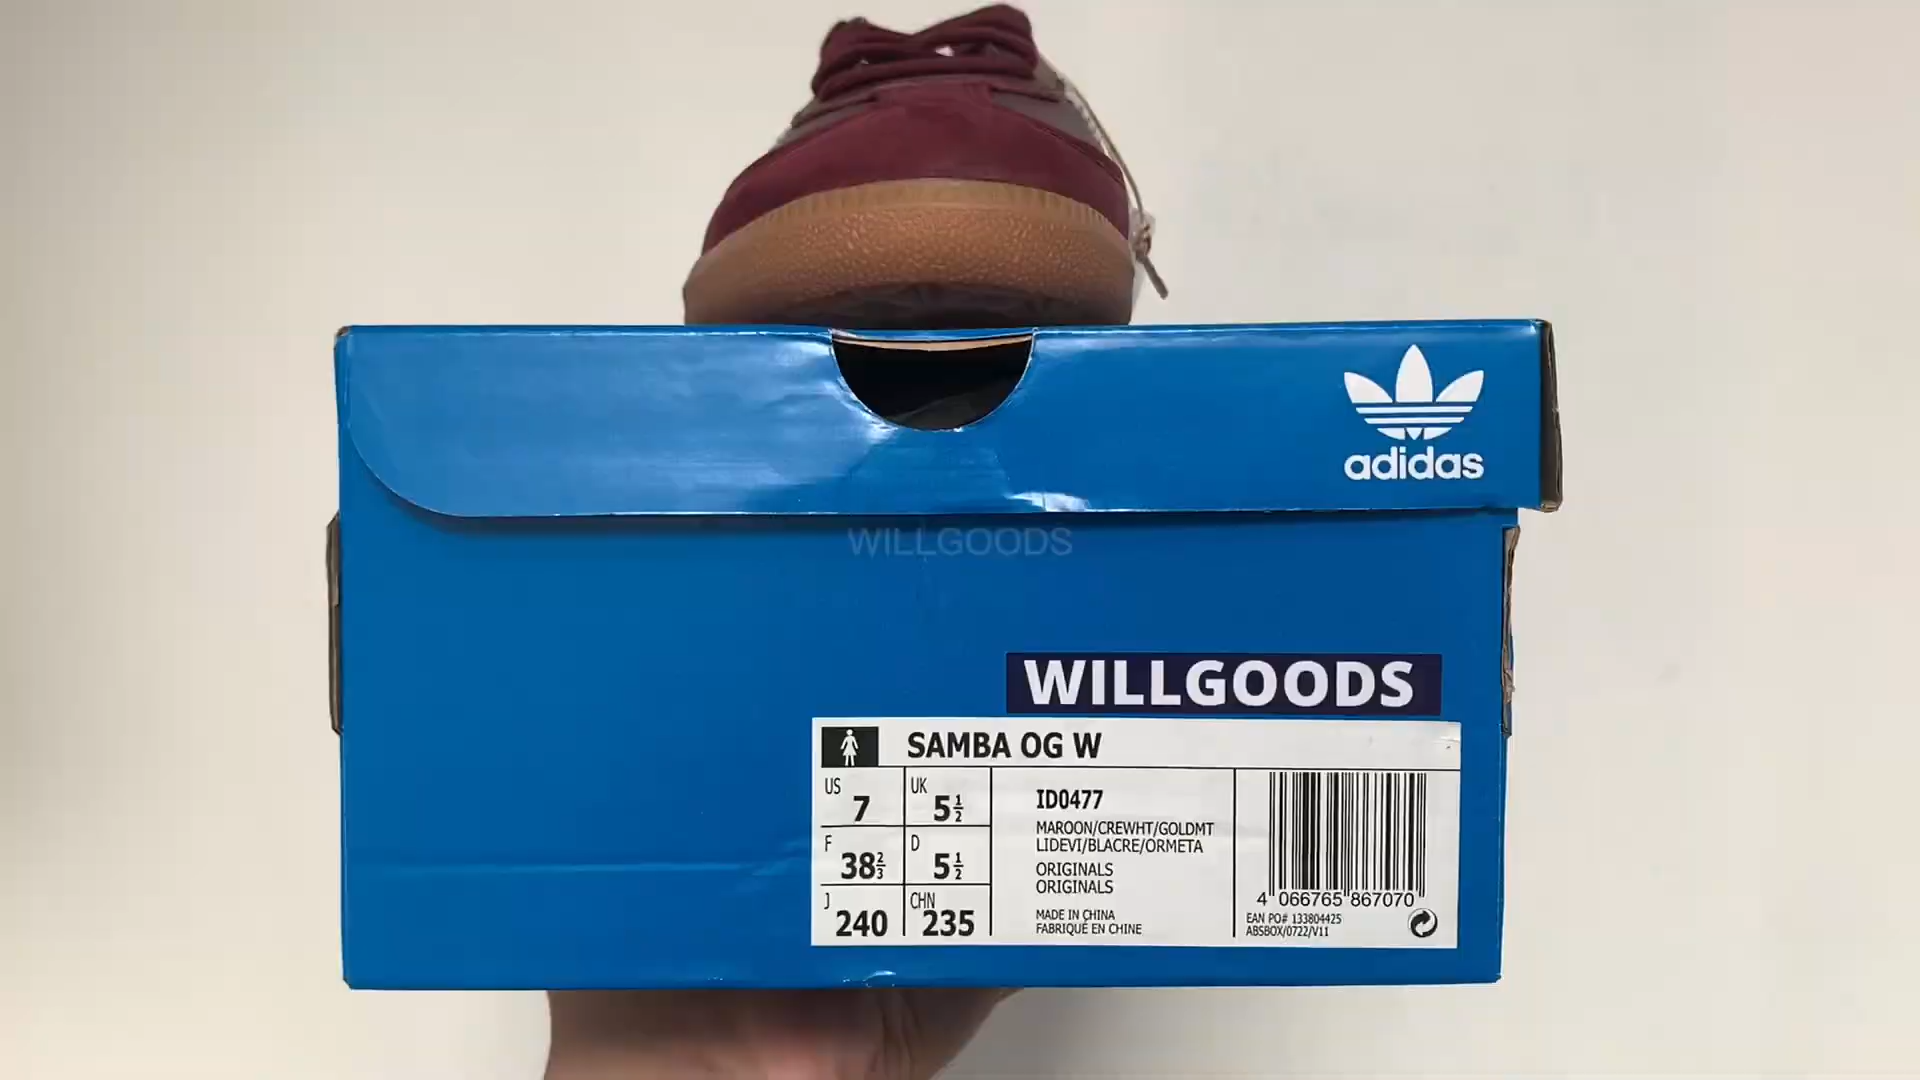 adidas
WILLGOODS
WILLGOODS
SAMBA OG W
US 7 UK 5½
F 38⅔ D 5½
J 240 CHN 235
ID0477
MAROON/CREWHT/GOLDMT
LIDEVI/BLACRE/ORMETA
ORIGINALS
ORIGINALS
MADE IN CHINA
FABRIQUÉ EN CHINE
4 066765 867070
EAN PO# 133804425
ABSBOX/0722/V11